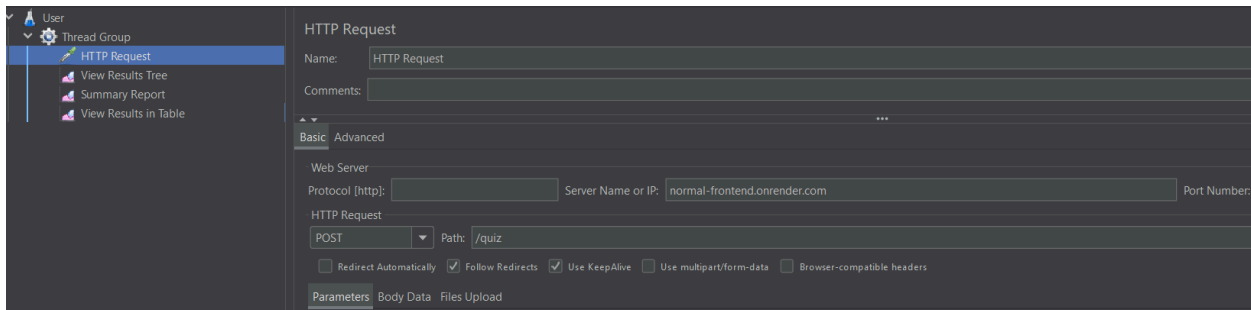 User
Thread Group
HTTP Request
View Results Tree
Summary Report
View Results in Table
HTTP Request
Name: HTTP Request
Comments:
Basic Advanced
Web Server
Protocol [http]: Server Name or IP: normal-frontend.onrender.com Port Number:
HTTP Request
POST Path: /quiz
Redirect Automatically Follow Redirects Use KeepAlive Use multipart/form-data Browser-compatible headers
Parameters Body Data Files Upload